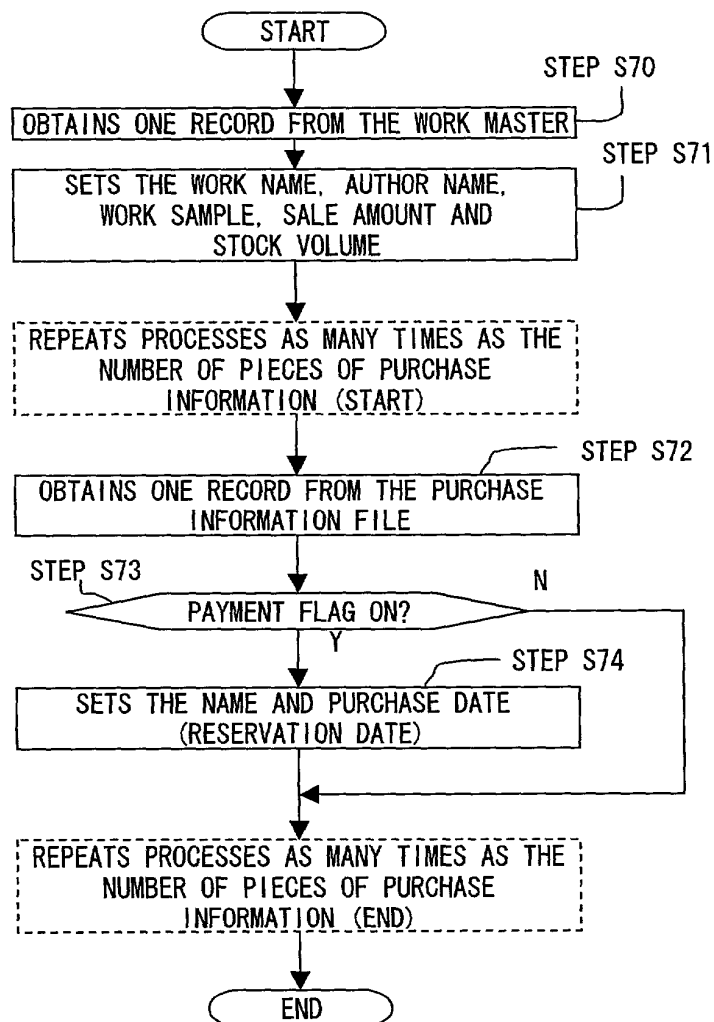 START
STEP S70
OBTAINS ONE RECORD FROM THE WORK MASTER
STEP S71
SETS THE WORK NAME, AUTHOR NAME,
WORK SAMPLE, SALE AMOUNT AND
STOCK VOLUME
REPEATS PROCESSES AS MANY TIMES AS THE
NUMBER OF PIECES OF PURCHASE
INFORMATION (START)
STEP S72
OBTAINS ONE RECORD FROM THE PURCHASE
INFORMATION FILE
STEP S73
N
PAYMENT FLAG ON?
Y
STEP S74
SETS THE NAME AND PURCHASE DATE
(RESERVATION DATE)
REPEATS PROCESSES AS MANY TIMES AS THE
NUMBER OF PIECES OF PURCHASE
INFORMATION (END)
END